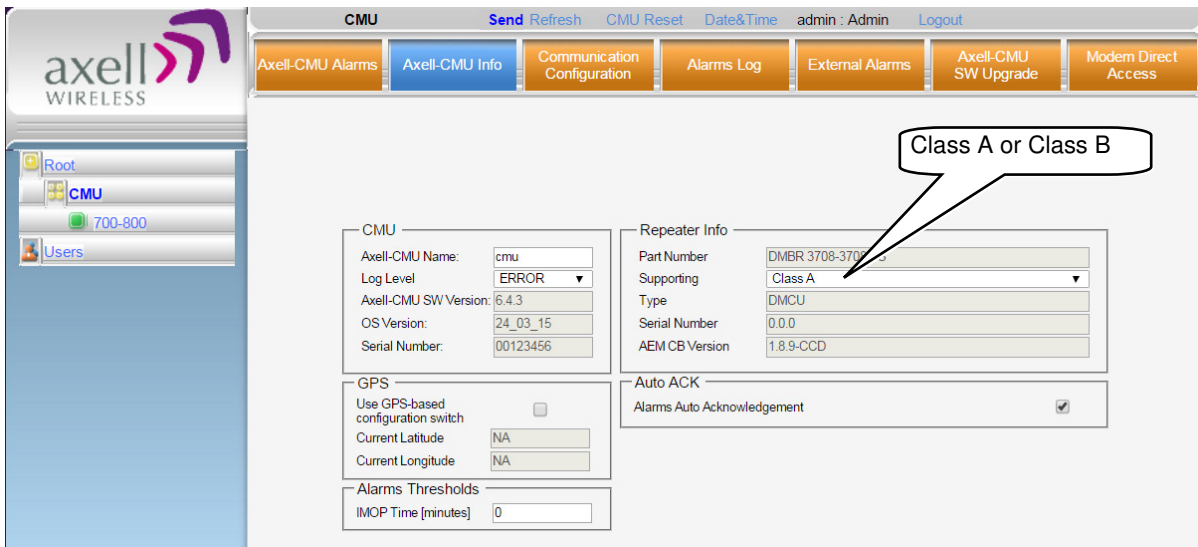 axell
WIRELESS
CMU Send Refresh CMU Reset Date&Time admin : Admin Logout
Axell-CMU Alarms
Axell-CMU Info
Communication
Configuration
Alarms Log
External Alarms
Axell-CMU
SW Upgrade
Modem Direct
Access
Root
CMU
700-800
Users
Class A or Class B
CMU
Axell-CMU Name: cmu
Log Level ERROR
Axell-CMU SW Version: 6.4.3
OS Version: 24_03_15
Serial Number: 00123456
Repeater Info
Part Number DMBR 3708-3708
Supporting Class A
Type DMCU
Serial Number 0.0.0
AEM CB Version 1.8.9-CCD
GPS
Use GPS-based
configuration switch
Current Latitude NA
Current Longitude NA
Auto ACK
Alarms Auto Acknowledgement
Alarms Thresholds
IMOP Time [minutes] 0